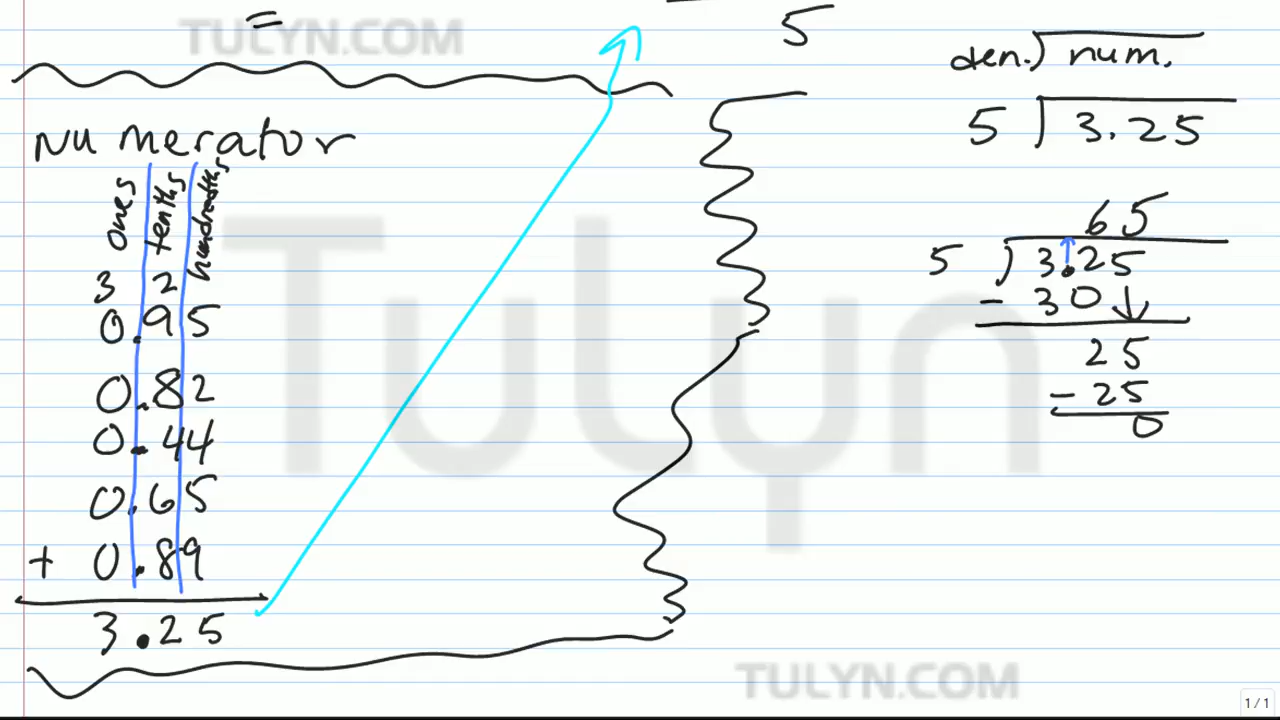 =
TULYN.COM
5
den.) num.
5 ) 3.25
Numerator
ones tenths hundredths
3 2
0.95
0.82
0.44
0.65
+ 0.89
3.25
65
5 ) 3.25
- 30
25
- 25
0
Tulyn
TULYN.COM
1 / 1